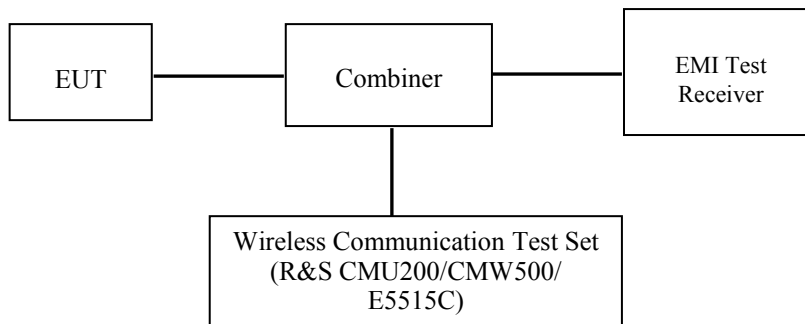 EUT
Combiner
EMI Test
Receiver
Wireless Communication Test Set
(R&S CMU200/CMW500/
E5515C)